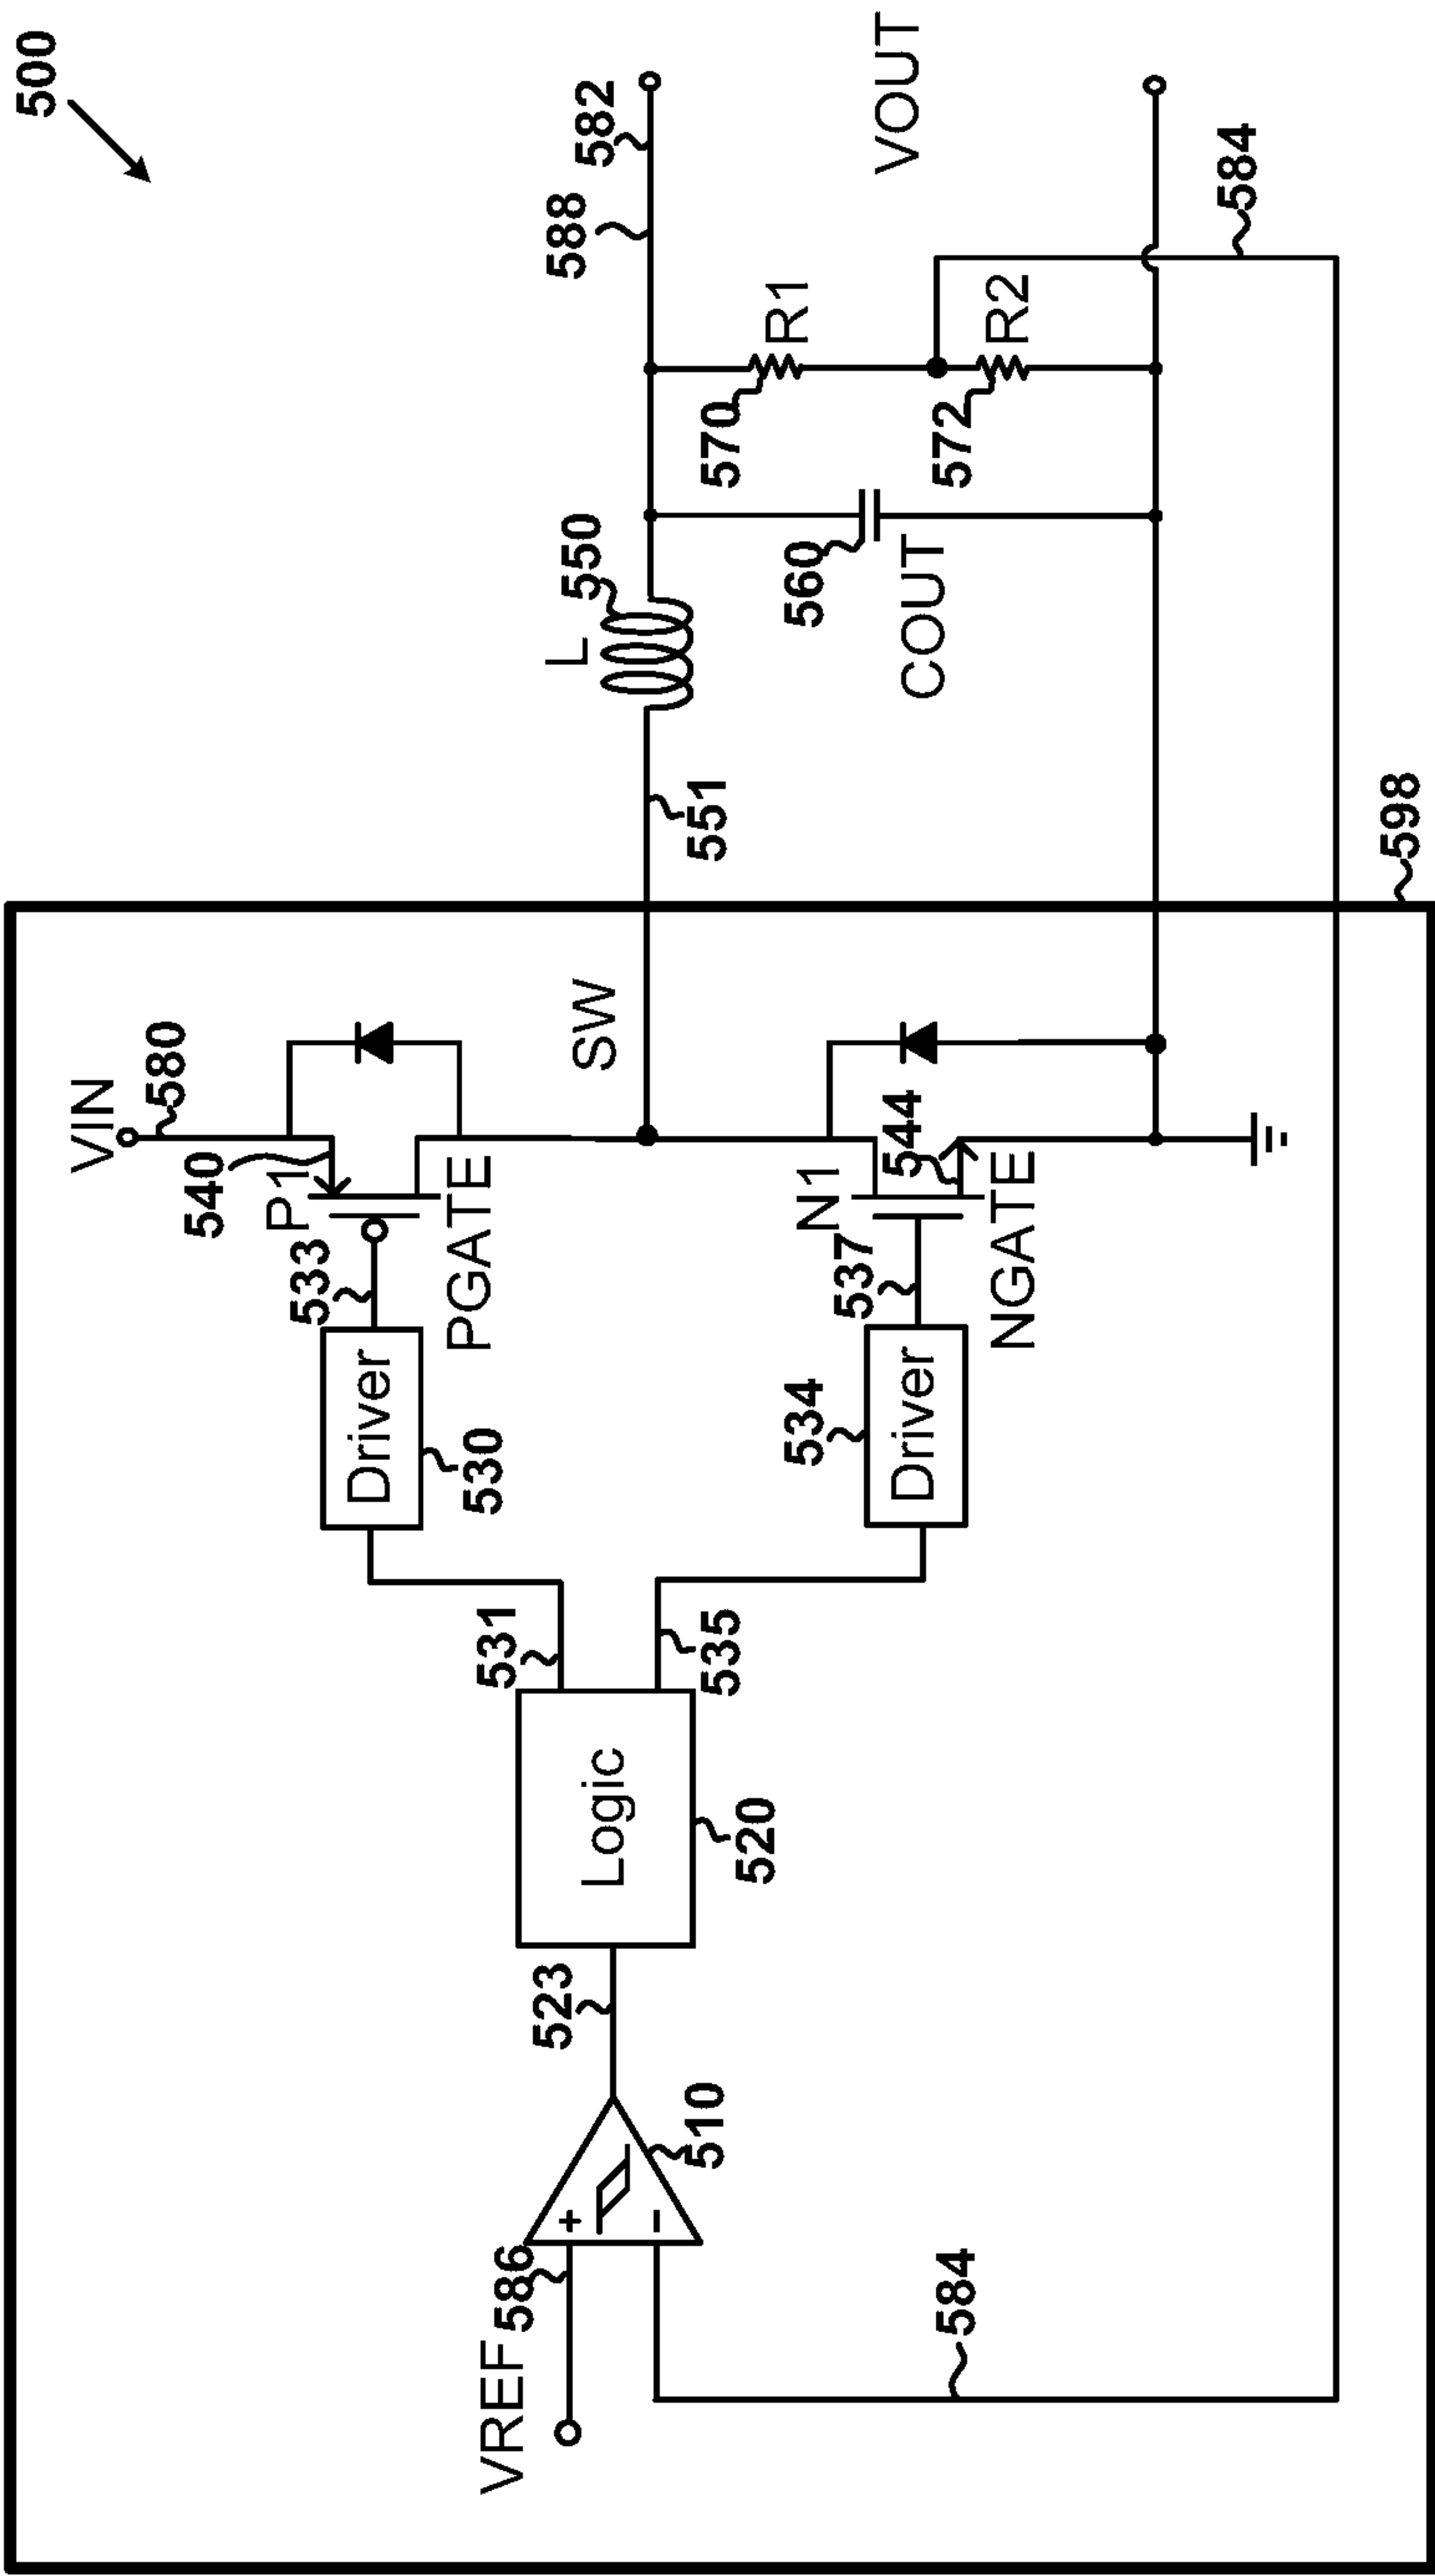 500
VIN
580
540
P1
533
PGATE
Driver
530
531
SW
551
L
550
588
582
VOUT
570
R1
560
COUT
572
R2
584
VREF
586
+
-
510
523
Logic
520
535
534
Driver
537
N1
544
NGATE
584
598